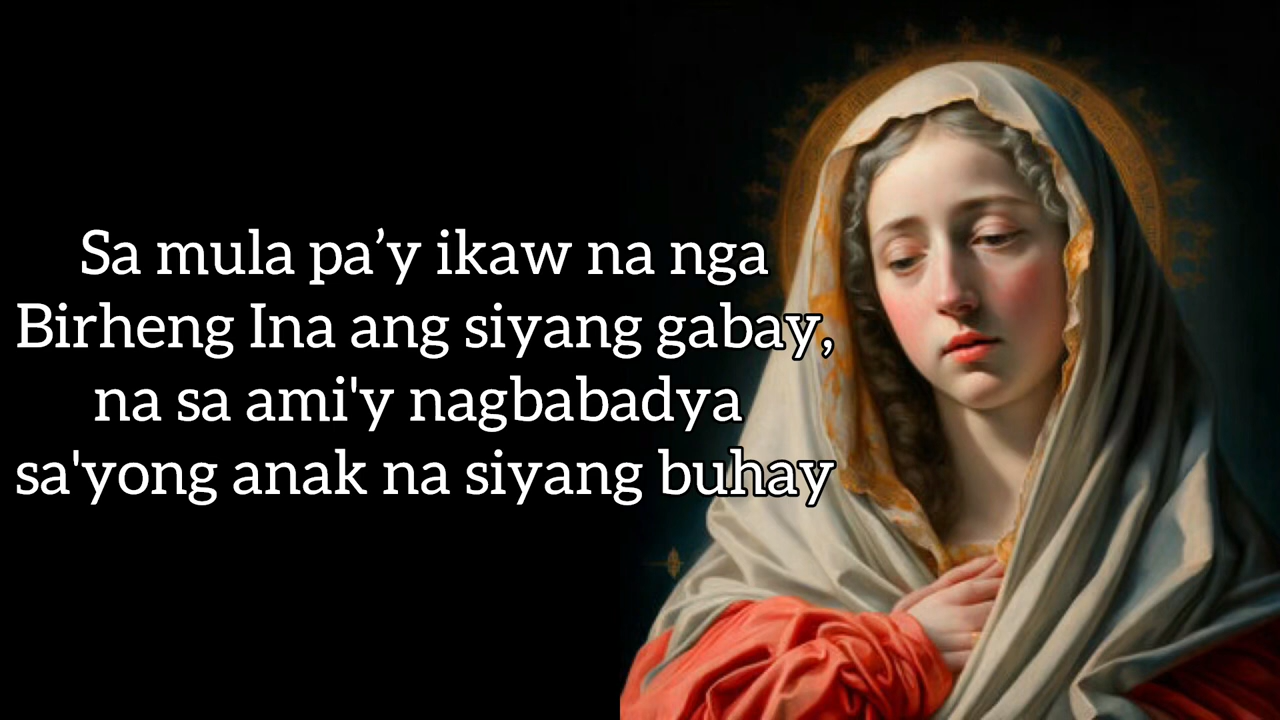 Sa mula pa’y ikaw na nga
Birheng Ina ang siyang gabay,
na sa ami'y nagbabadya
sa'yong anak na siyang buhay